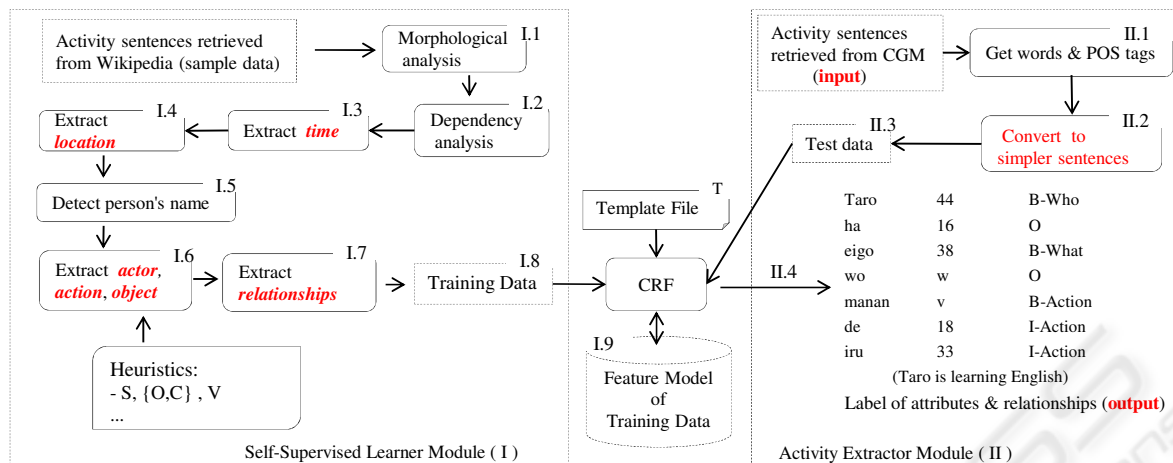 Activity sentences retrieved
from Wikipedia (sample data)
I.1
Morphological
analysis
I.2
Dependency
analysis
I.3
Extract time
I.4
Extract
location
I.5
Detect person's name
I.6
Extract actor,
action, object
I.7
Extract
relationships
I.8
Training Data
Heuristics:
- S, {O,C} , V
...
Self-Supervised Learner Module ( I )
T
Template File
CRF
I.9
Feature Model
of
Training Data
Activity sentences
retrieved from CGM
(input)
II.1
Get words & POS tags
II.2
Convert to
simpler sentences
II.3
Test data
II.4
Taro 44 B-Who
ha 16 O
eigo 38 B-What
wo w O
manan v B-Action
de 18 I-Action
iru 33 I-Action
(Taro is learning English)
Label of attributes & relationships (output)
Activity Extractor Module ( II )